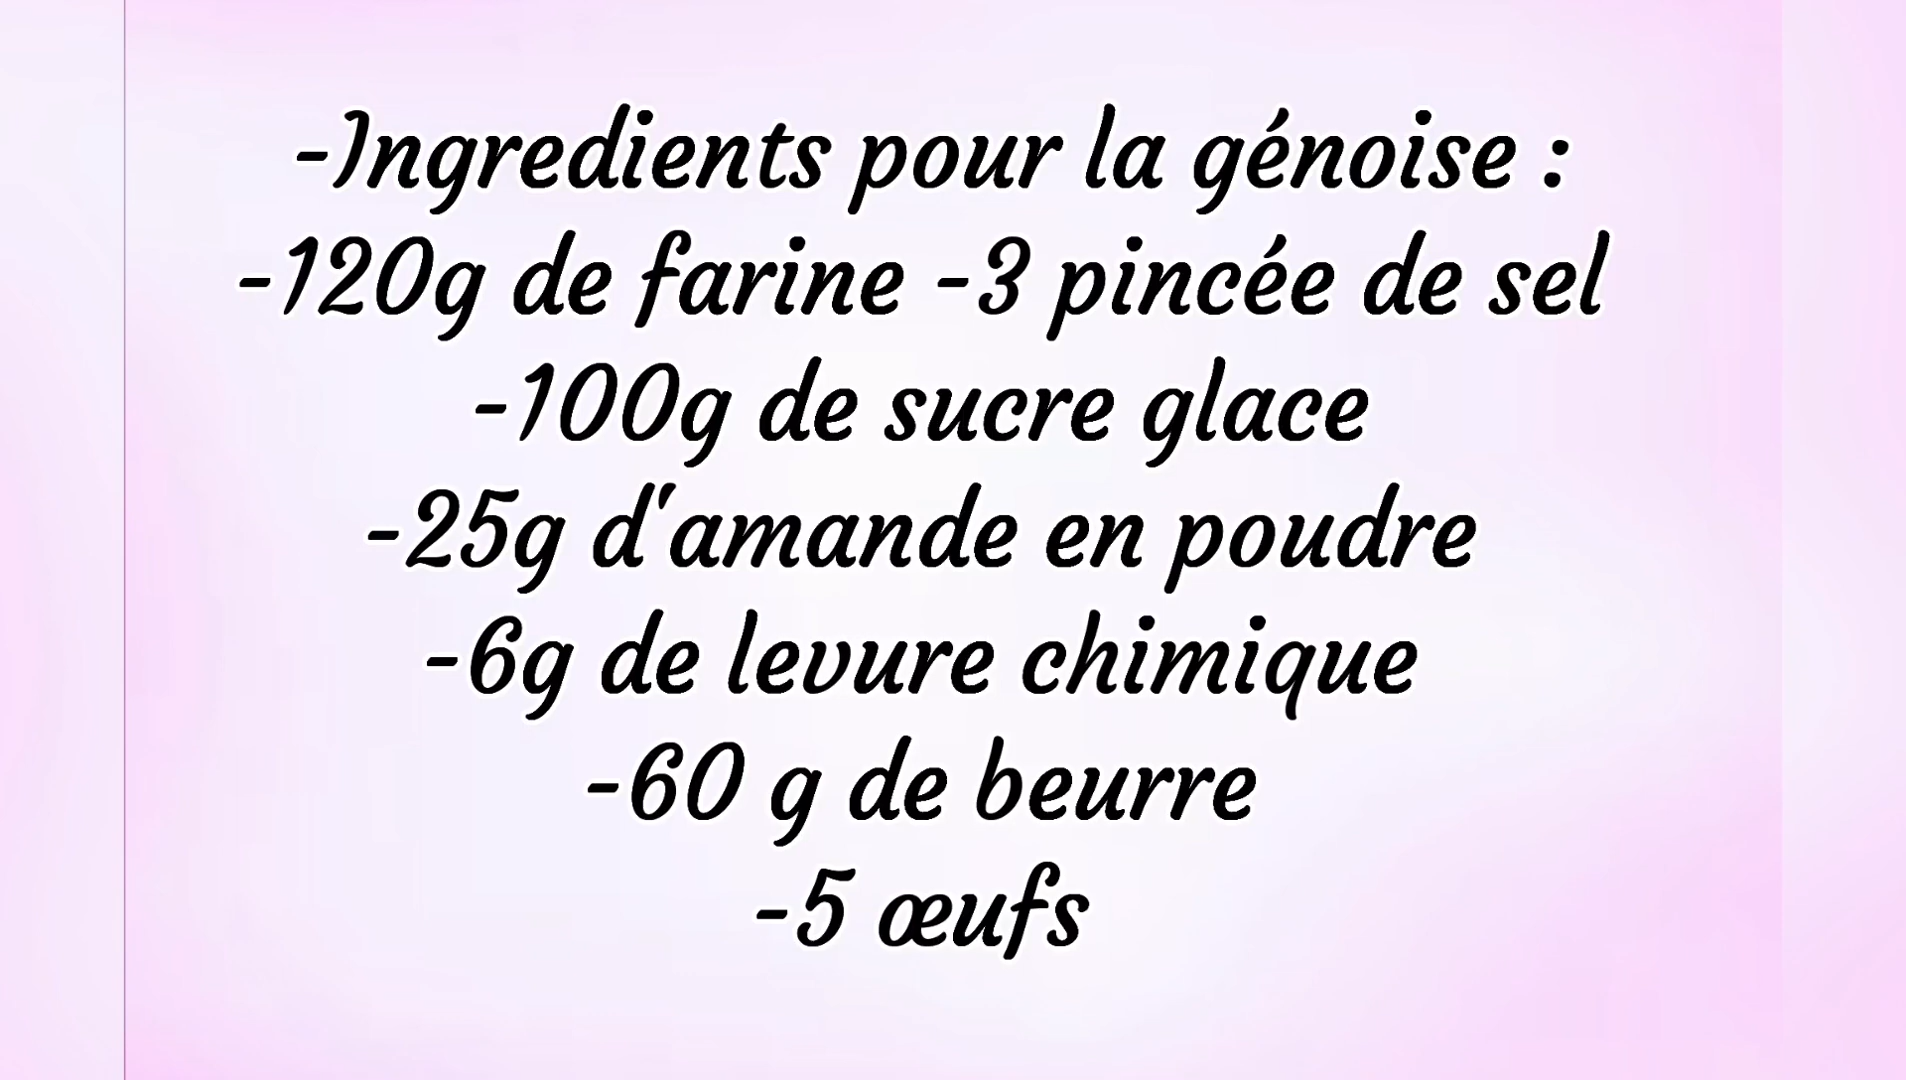 -Ingredients pour la génoise :
-120g de farine -3 pincée de sel
-100g de sucre glace
-25g d'amande en poudre
-6g de levure chimique
-60 g de beurre
-5 œufs